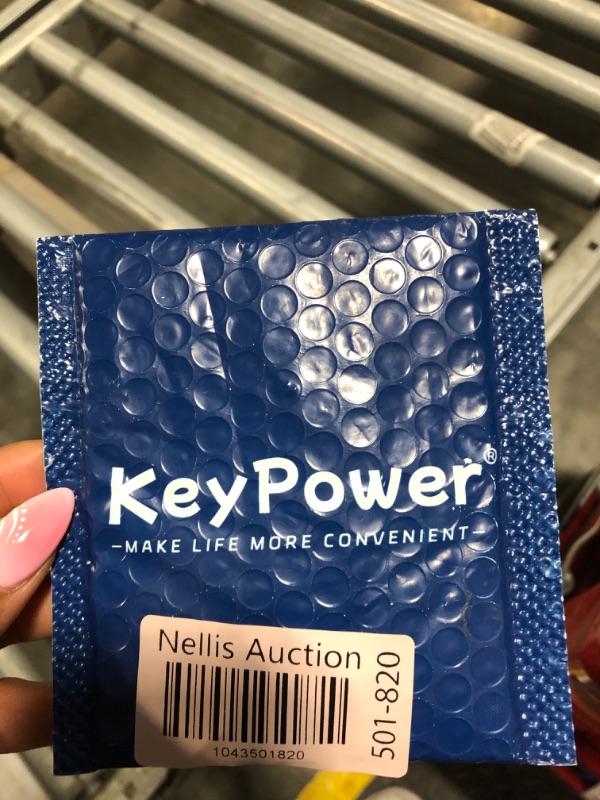 KeyPower®
-MAKE LIFE MORE CONVENIENT-
Nellis Auction
1043501820
501-820